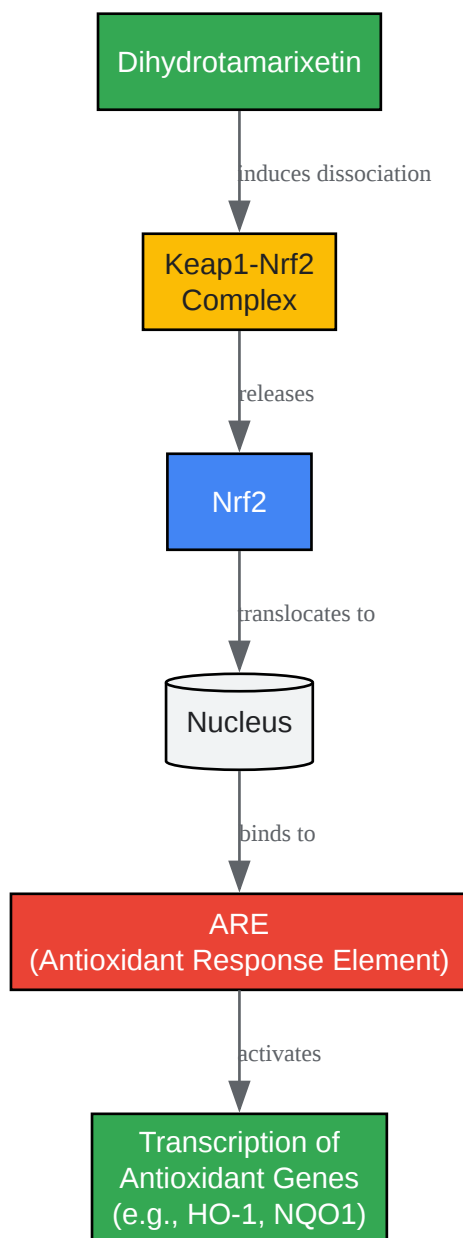 Dihydrotamarixetin
induces dissociation
Keap1-Nrf2
Complex
releases
Nrf2
translocates to
Nucleus
binds to
ARE
(Antioxidant Response Element)
activates
Transcription of
Antioxidant Genes
(e.g., HO-1, NQO1)